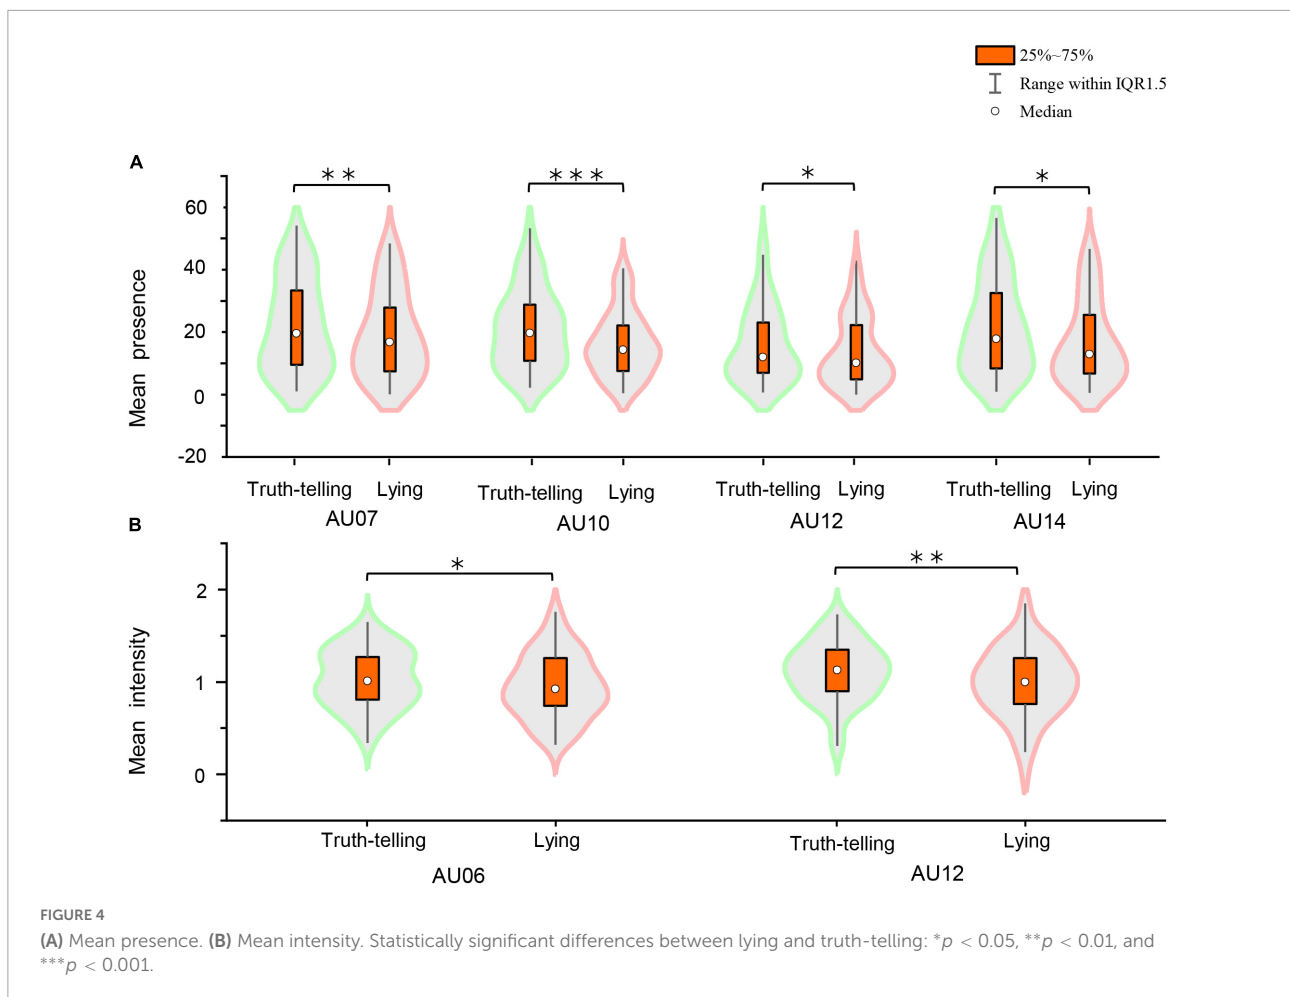 25%~75%
Range within IQR1.5
Median
A
** *** * *
60
40
20
0
-20
Mean presence
Truth-telling Lying Truth-telling Lying Truth-telling Lying Truth-telling Lying
AU07 AU10 AU12 AU14
B
* **
2
1
0
Mean intensity
Truth-telling Lying Truth-telling Lying
AU06 AU12
FIGURE 4
(A) Mean presence. (B) Mean intensity. Statistically significant differences between lying and truth-telling: *p < 0.05, **p < 0.01, and
***p < 0.001.